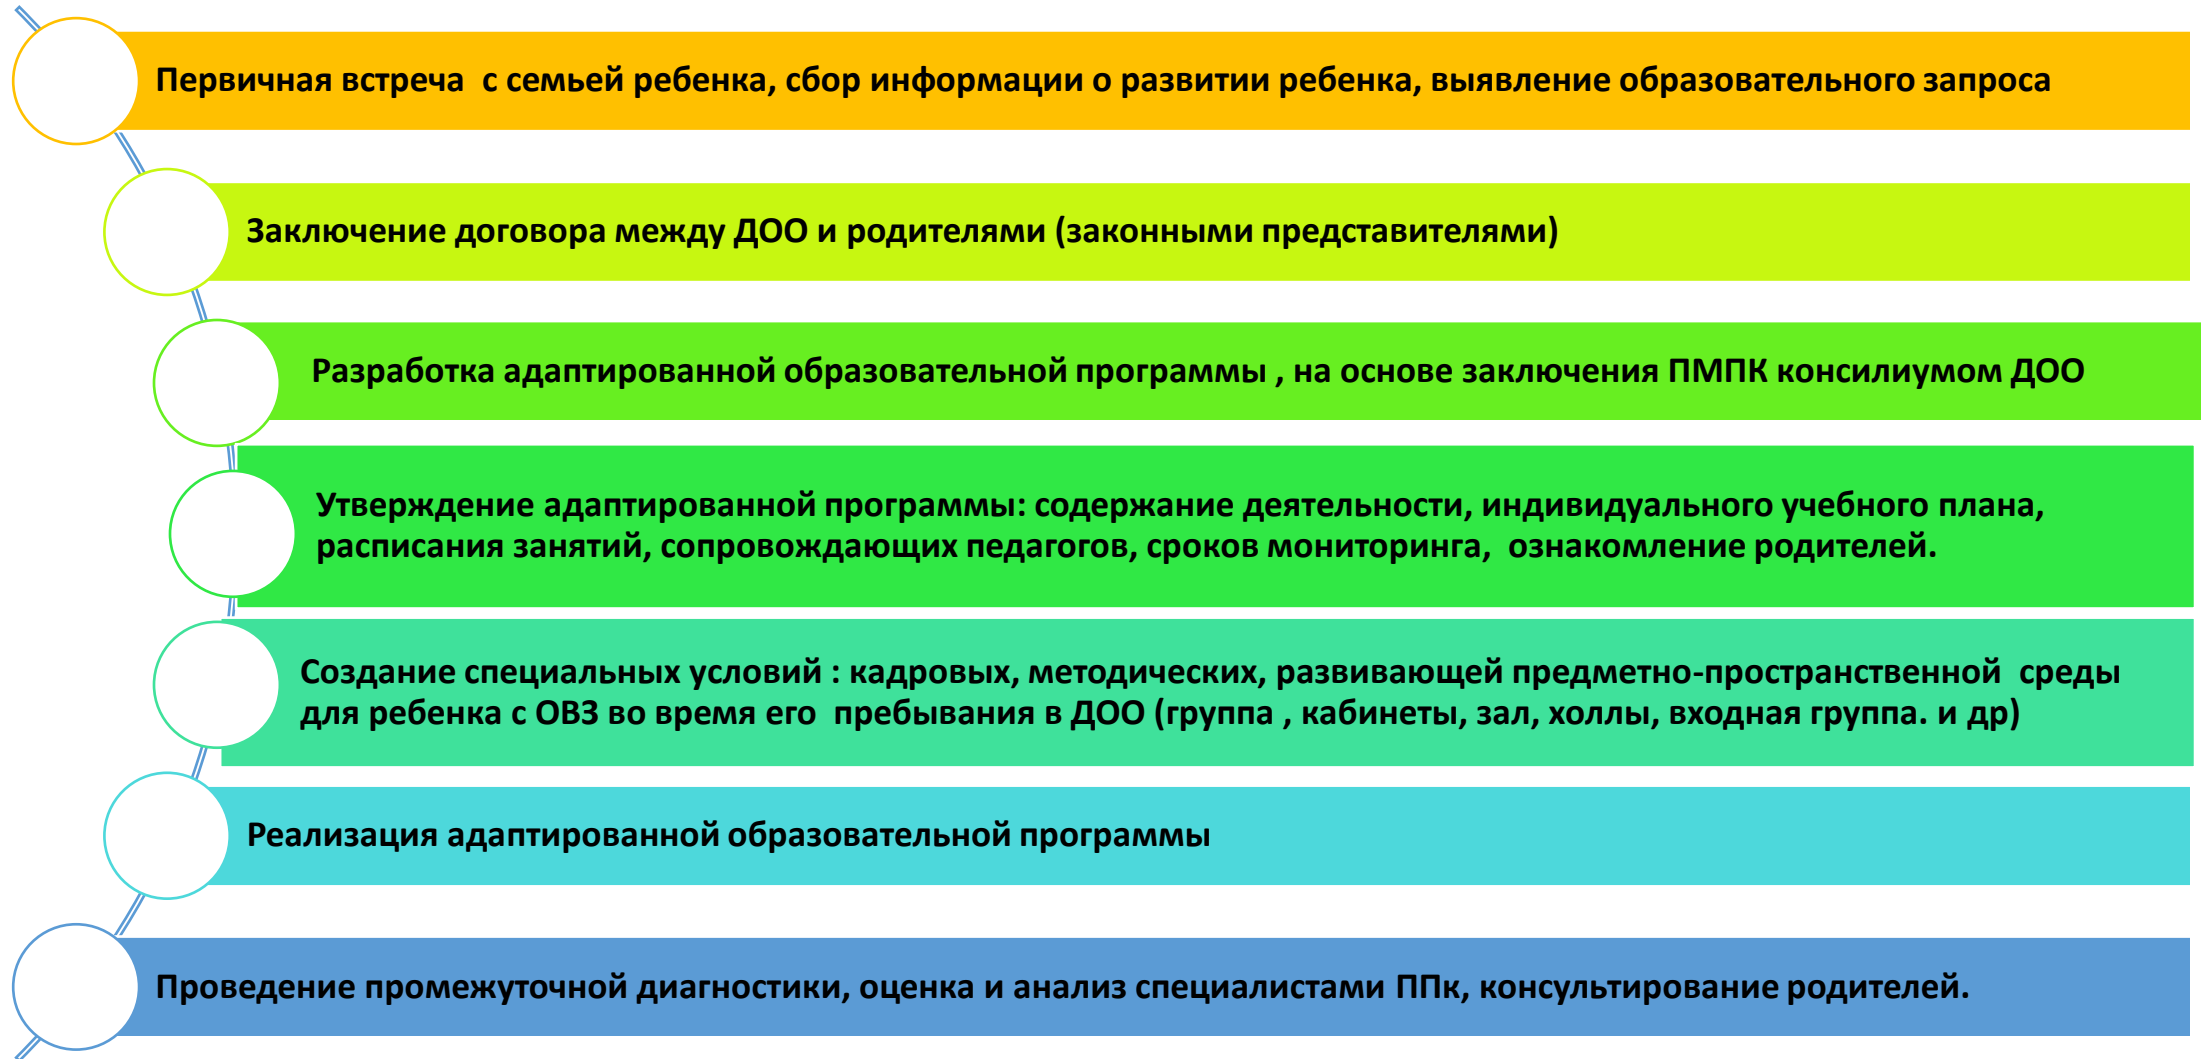 Первичная встреча с семьей ребенка, сбор информации о развитии ребенка, выявление образовательного запроса
Заключение договора между ДОО и родителями (законными представителями)
Разработка адаптированной образовательной программы , на основе заключения ПМПК консилиумом ДОО
Утверждение адаптированной программы: содержание деятельности, индивидуального учебного плана,
расписания занятий, сопровождающих педагогов, сроков мониторинга, ознакомление родителей.
Создание специальных условий : кадровых, методических, развивающей предметно-пространственной среды
для ребенка с ОВЗ во время его пребывания в ДОО (группа , кабинеты, зал, холлы, входная группа. и др)
Реализация адаптированной образовательной программы
Проведение промежуточной диагностики, оценка и анализ специалистами ППк, консультирование родителей.